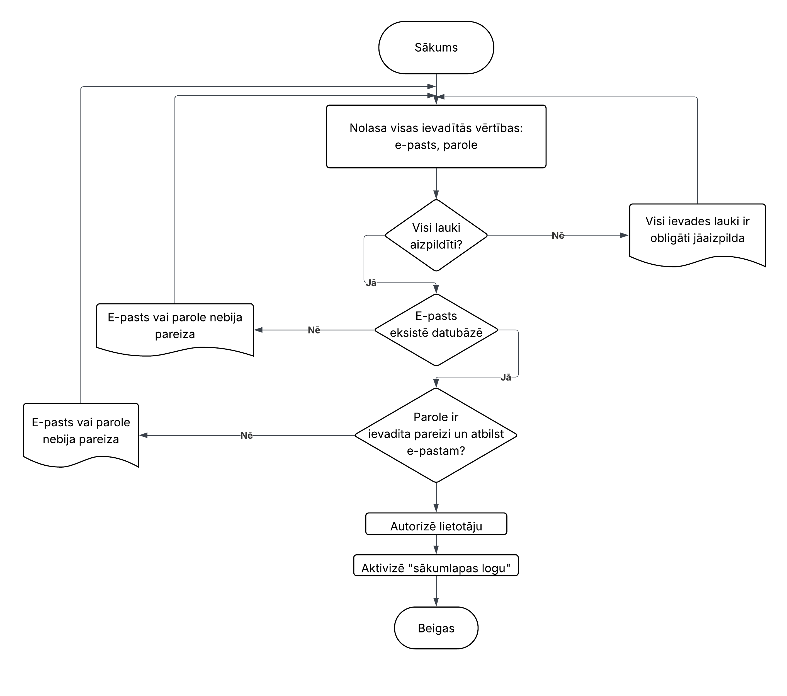 Sākums
Nolasa visas ievadītās vērtības:
e-pasts, parole
Visi lauki
aizpildīti?
Nē
Visi ievades lauki ir
obligāti jāaizpilda
Jā
E-pasts
eksistē datubāzē
Nē
E-pasts vai parole nebija
pareiza
Jā
Parole ir
ievadīta pareizi un atbilst
e-pastam?
Nē
E-pasts vai parole
nebija pareiza
Autorizē lietotāju
Aktivizē "sākumlapas logu"
Beigas